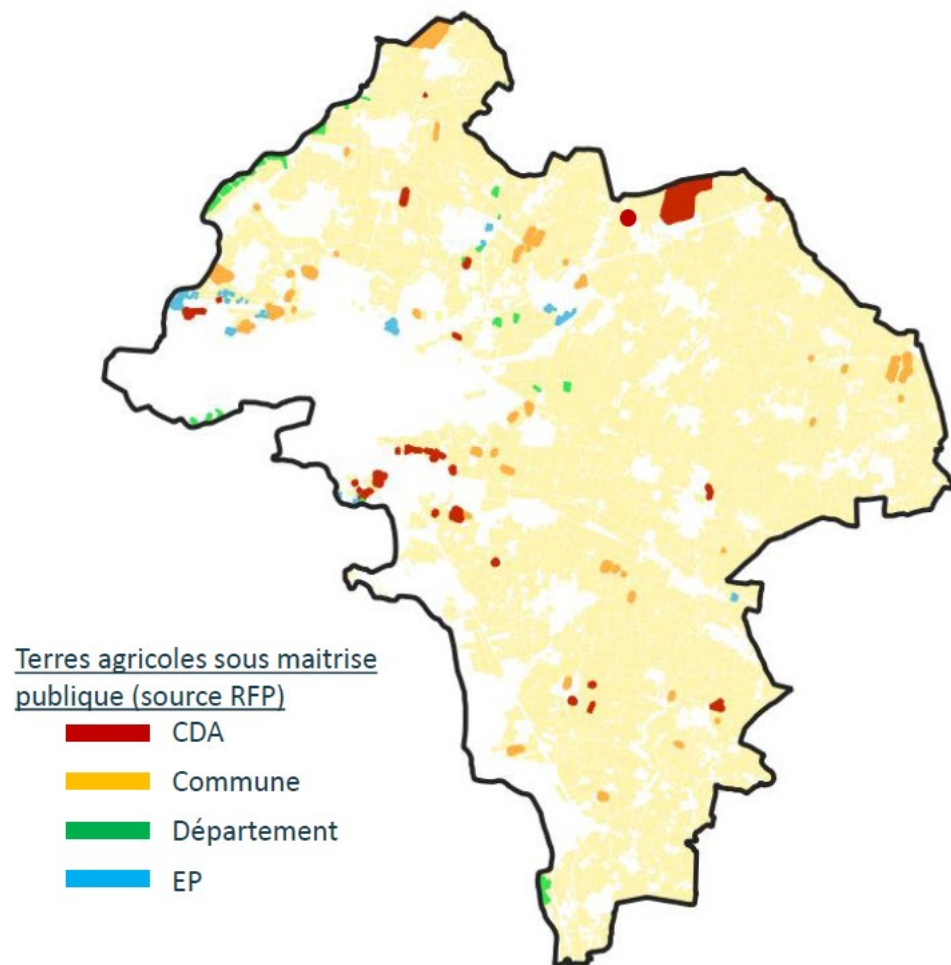 Terres agricoles sous maitrise
publique (source RFP)
CDA
Commune
Département
EP